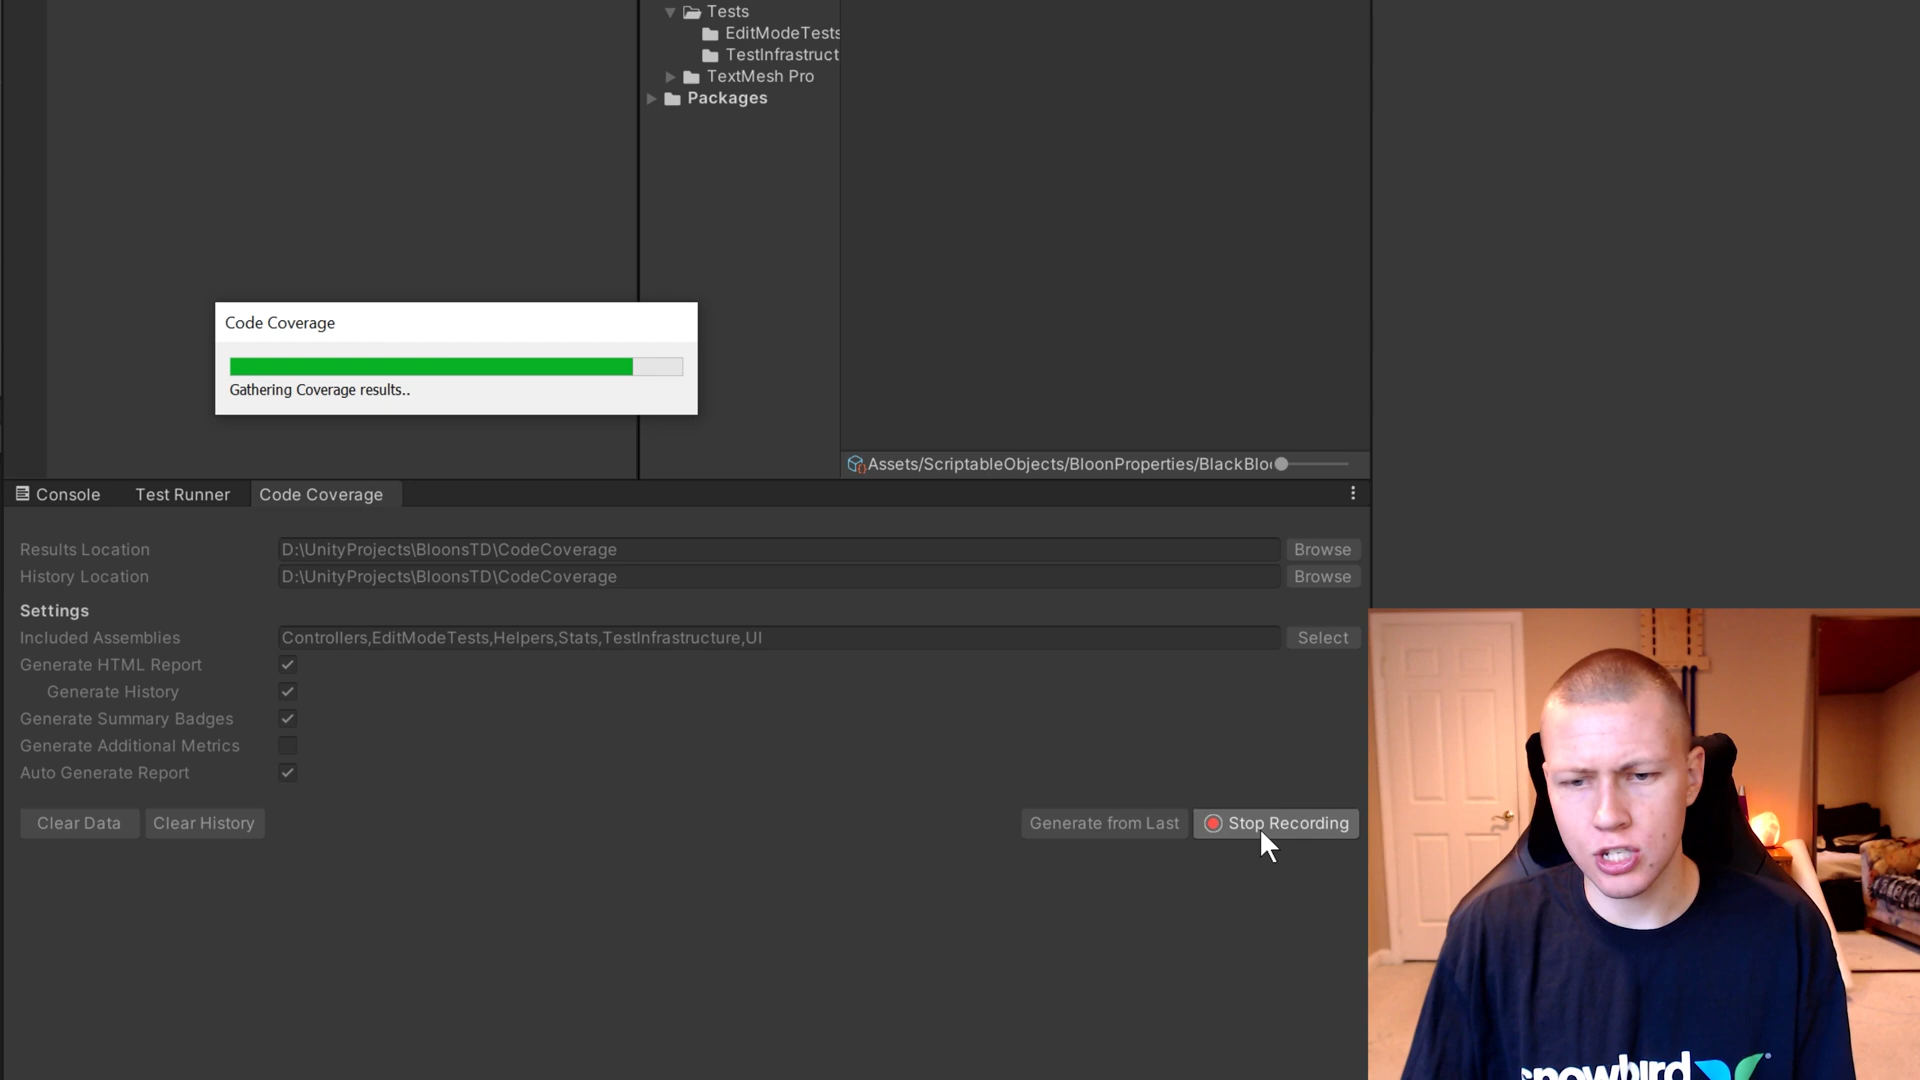 Tests
EditModeTests
TestInfrastruct
TextMesh Pro
Packages
Code Coverage
Gathering Coverage results..
Assets/ScriptableObjects/BloonProperties/BlackBloo
Console
Test Runner
Code Coverage
Results Location D:\UnityProjects\BloonsTD\CodeCoverage Browse
History Location D:\UnityProjects\BloonsTD\CodeCoverage Browse
Settings
Included Assemblies Controllers,EditModeTests,Helpers,Stats,TestInfrastructure,UI Select
Generate HTML Report
Generate History
Generate Summary Badges
Generate Additional Metrics
Auto Generate Report
Clear Data Clear History Generate from Last Stop Recording
snowbird